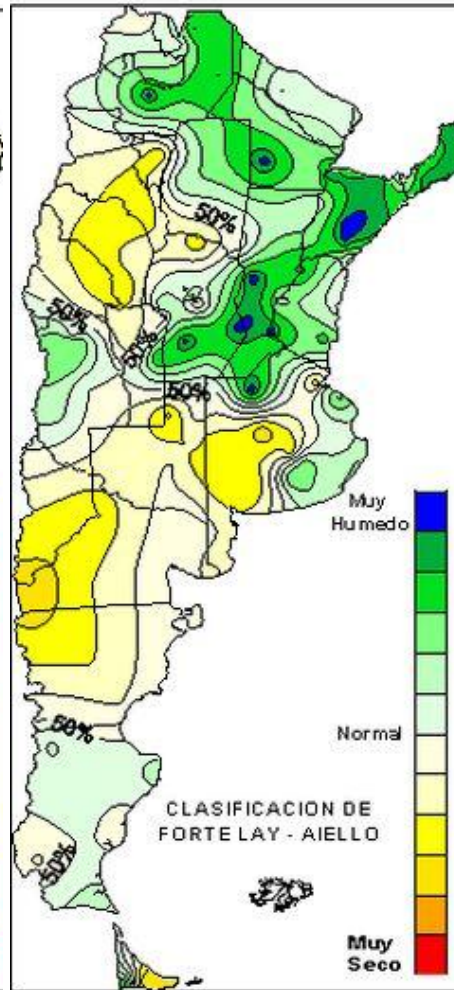 50%
50%
50%
50%
Muy
Humedo
Normal
50%
CLASIFICACION DE
FORTE LAY - AIELLO
50%
Muy
Seco